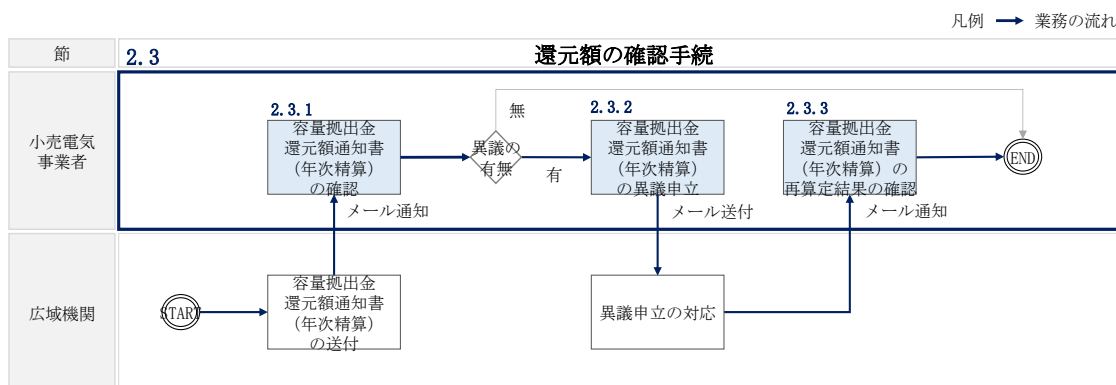 凡例 業務の流れ
節
2.3
還元額の確認手続
小売電気
事業者
2.3.1
容量拠出金
還元額通知書
（年次精算）
の確認
異議の
有無
無
有
2.3.2
容量拠出金
還元額通知書
（年次精算）
の異議申立
2.3.3
容量拠出金
還元額通知書
（年次精算）の
再算定結果の確認
END
メール通知
メール送付
メール通知
広域機関
START
容量拠出金
還元額通知書
（年次精算）
の送付
異議申立の対応